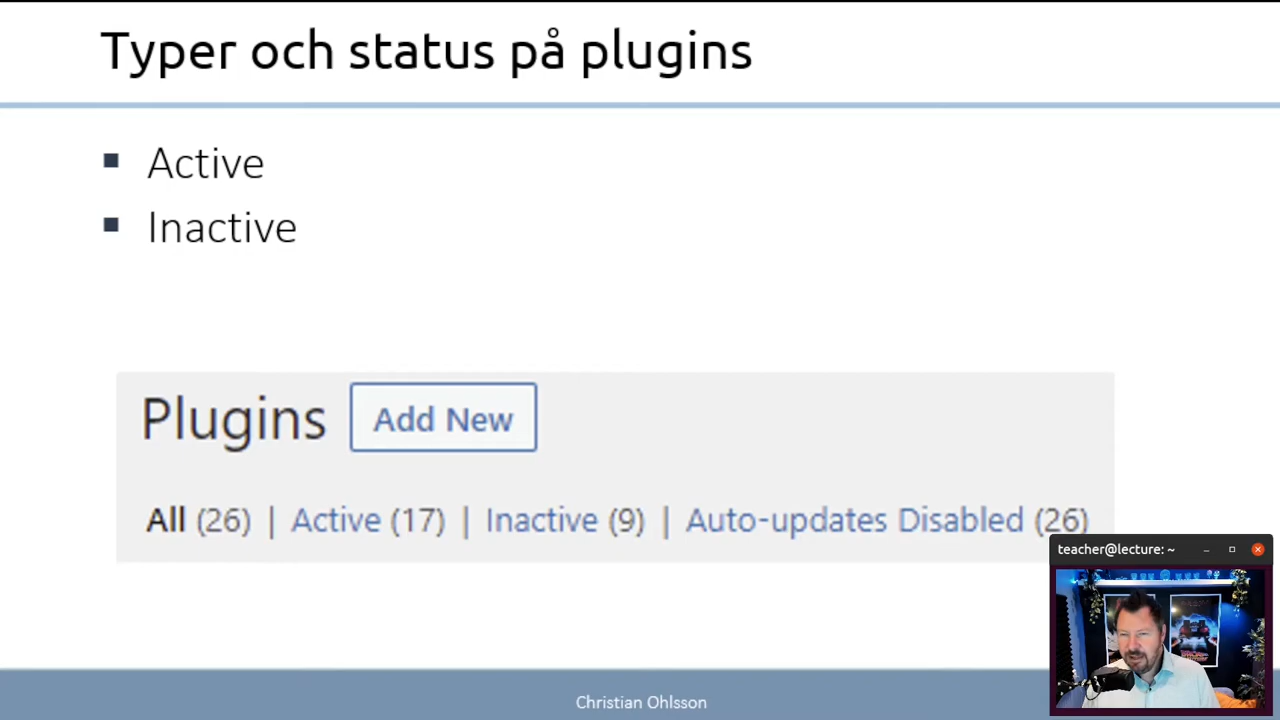 Typer och status på plugins
Active
Inactive
Plugins Add New
All (26) | Active (17) | Inactive (9) | Auto-updates Disabled (26)
teacher@lecture: ~
Christian Ohlsson